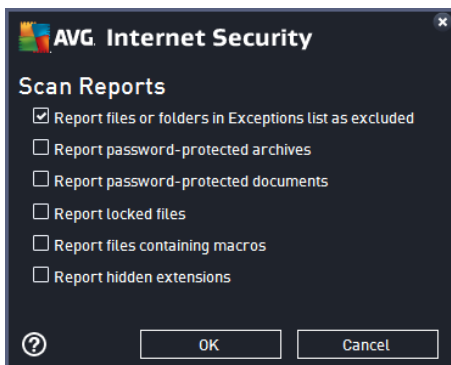 AVG. Internet Security
Scan Reports
Report files or folders in Exceptions list as excluded
Report password-protected archives
Report password-protected documents
Report locked files
Report files containing macros
Report hidden extensions
? OK Cancel